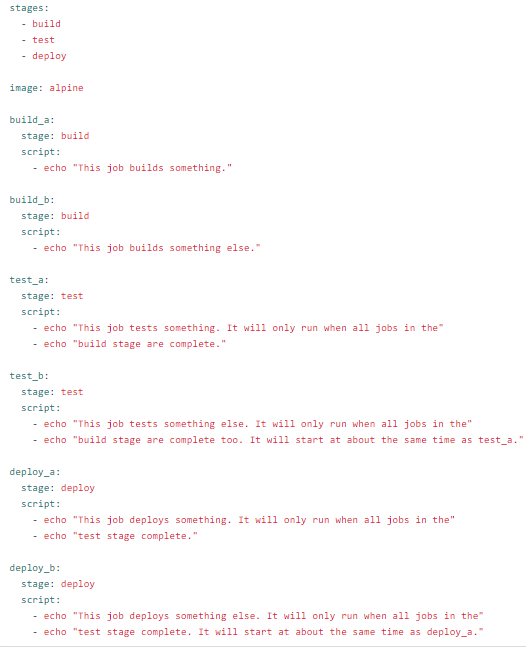 stages:
  - build
  - test
  - deploy

image: alpine

build_a:
  stage: build
  script:
    - echo "This job builds something."

build_b:
  stage: build
  script:
    - echo "This job builds something else."

test_a:
  stage: test
  script:
    - echo "This job tests something. It will only run when all jobs in the"
    - echo "build stage are complete."

test_b:
  stage: test
  script:
    - echo "This job tests something else. It will only run when all jobs in the"
    - echo "build stage are complete too. It will start at about the same time as test_a."

deploy_a:
  stage: deploy
  script:
    - echo "This job deploys something. It will only run when all jobs in the"
    - echo "test stage complete."

deploy_b:
  stage: deploy
  script:
    - echo "This job deploys something else. It will only run when all jobs in the"
    - echo "test stage complete. It will start at about the same time as deploy_a."